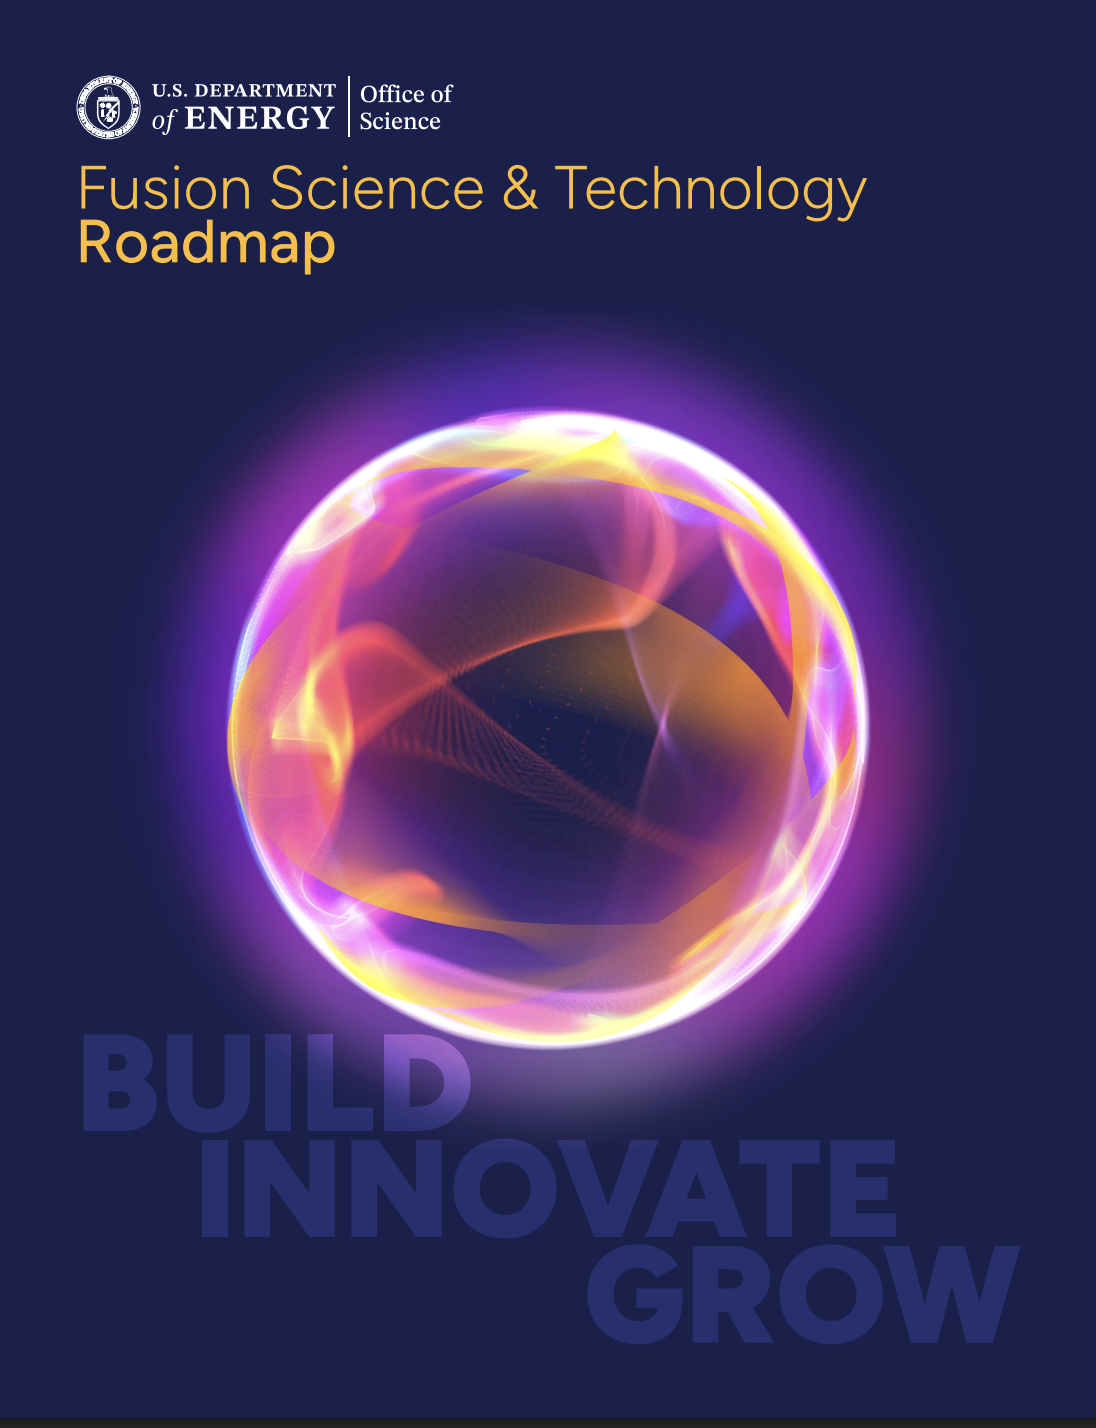 U.S. DEPARTMENT
of ENERGY
Office of
Science
Fusion Science & Technology
Roadmap
BUILD
INNOVATE
GROW